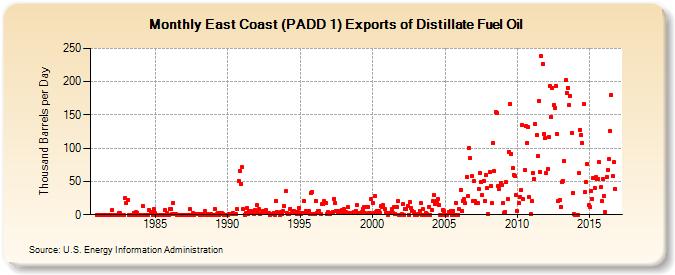 Monthly East Coast (PADD 1) Exports of Distillate Fuel Oil
Thousand Barrels per Day
250
200
150
100
50
0
1985 1990 1995 2000 2005 2010 2015
Source: U.S. Energy Information Administration